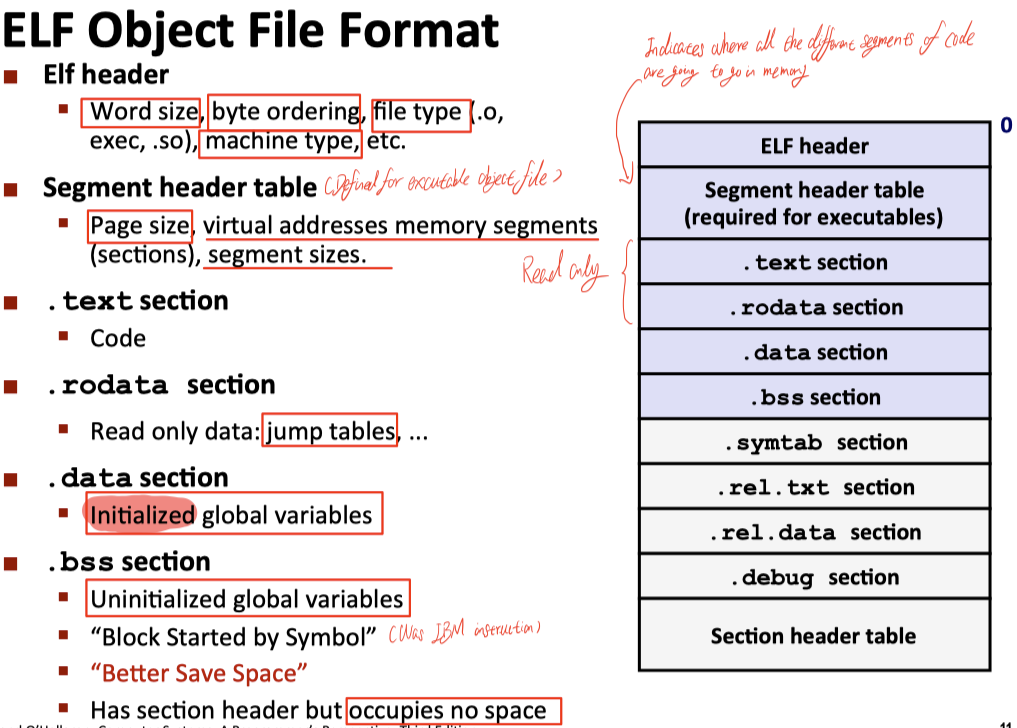 ELF Object File Format
Elf header
Word size, byte ordering, file type (.o,
exec, .so), machine type, etc.
Segment header table (Defined for excutable object file)
Page size, virtual addresses memory segments
(sections), segment sizes.
.text section
Code
.rodata section
Read only data: jump tables, ...
.data section
Initialized global variables
.bss section
Uninitialized global variables
“Block Started by Symbol” (Was IBM instruction)
“Better Save Space”
Has section header but occupies no space
Indicates where all the different segments of code
are going to go in memory
0
ELF header
Segment header table
(required for executables)
Read only
.text section
.rodata section
.data section
.bss section
.symtab section
.rel.txt section
.rel.data section
.debug section
Section header table